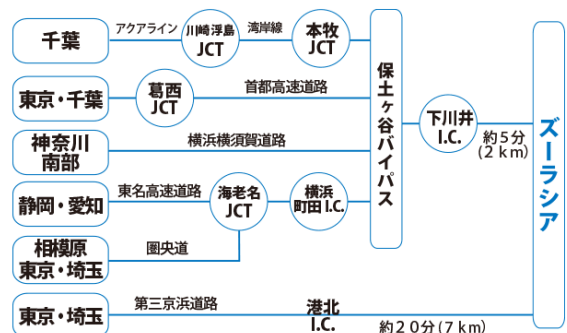 千葉
アクアライン
川崎浮島
JCT
湾岸線
本牧
JCT
東京・千葉
葛西
JCT
首都高速道路
神奈川
南部
横浜横須賀道路
静岡・愛知
東名高速道路
海老名
JCT
横浜
町田 I.C.
相模原
東京・埼玉
圏央道
保土ヶ谷バイパス
下川井
I.C.
約5分
(2 km)
東京・埼玉
第三京浜道路
港北
I.C.
約20分(7 km)
ズーラシア